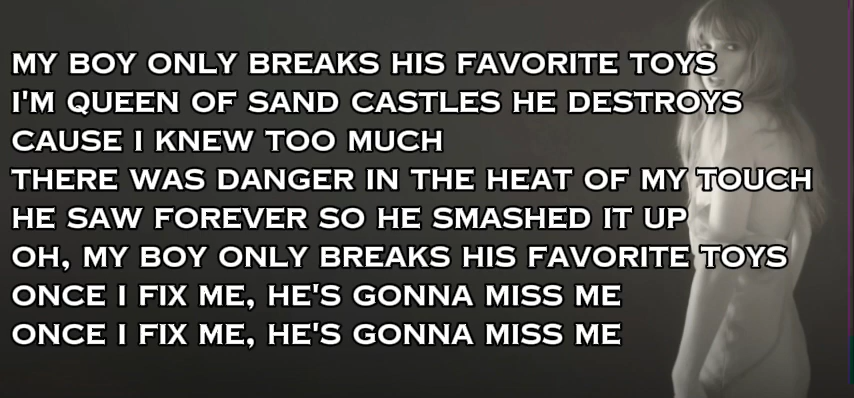 MY BOY ONLY BREAKS HIS FAVORITE TOYS
I'M QUEEN OF SAND CASTLES HE DESTROYS
CAUSE I KNEW TOO MUCH
THERE WAS DANGER IN THE HEAT OF MY TOUCH
HE SAW FOREVER SO HE SMASHED IT UP
OH, MY BOY ONLY BREAKS HIS FAVORITE TOYS
ONCE I FIX ME, HE'S GONNA MISS ME
ONCE I FIX ME, HE'S GONNA MISS ME